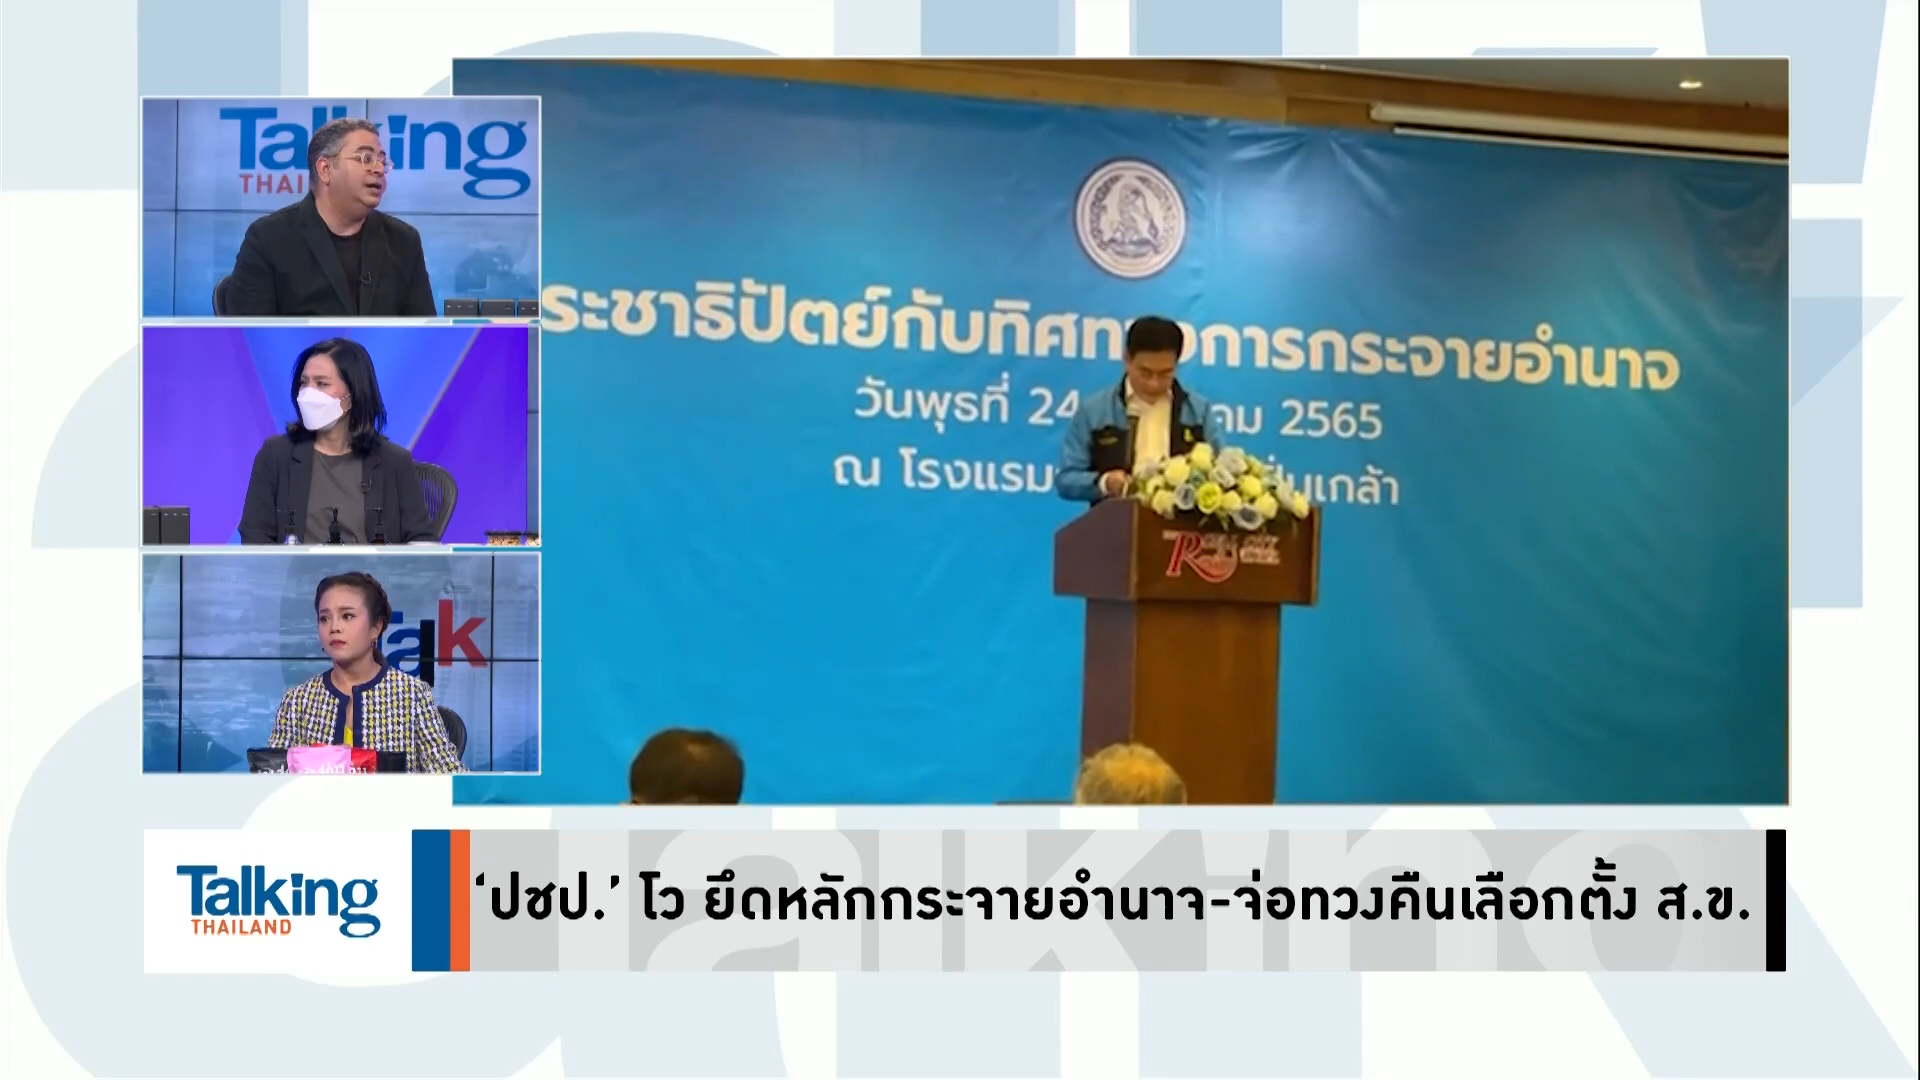 Talking
THAI
Talk
ระชาธิปัตย์กับทิศท การกระจายอำนาจ
วันพุธที่ 24 คม 2565
ณ โรงแรม ปิ่นเกล้า
Talking
THAILAND
‘ปชป.’ โว ยึดหลักกระจายอำนาจ-จ่อทวงคืนเลือกตั้ง ส.ข.